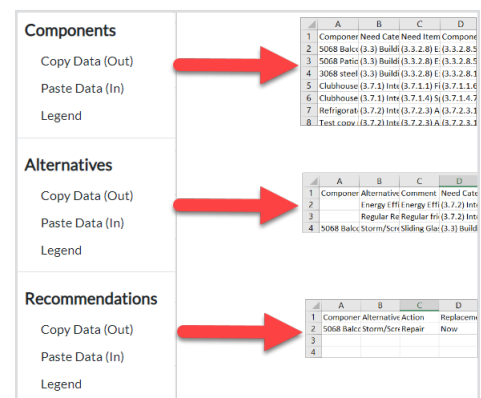 Components
Copy Data (Out)
Paste Data (In)
Legend
A B C D
1 Componer Need Cate Need Item Compone
2 5068 Balco (3.3) Buildi (3.3.2.8) E: (3.3.2.8.5
3 5068 Patio (3.3) Buildi (3.3.2.8) E: (3.3.2.8.5
4 3068 steel (3.3) Buildi (3.3.2.8) E: (3.3.2.8.1
5 Clubhouse (3.7.1) Inte (3.7.1.1) Fi (3.7.1.1.6
6 Clubhouse (3.7.1) Inte (3.7.1.4) Sp (3.7.1.4.7
7 Refrigerat (3.7.2) Inte (3.7.2.3) A (3.7.2.3.1
8 Test copy (3.7.2) Inte (3.7.2.3) A (3.7.2.3.1
Alternatives
Copy Data (Out)
Paste Data (In)
Legend
A B C D
1 Componer Alternative Comment Need Cate
2 Energy Effi Energy Effi (3.7.2) Inte
3 Regular Re Regular fri (3.7.2) Inte
4 5068 Balco Storm/Scre Sliding Glas (3.3) Build
Recommendations
Copy Data (Out)
Paste Data (In)
Legend
A B C D
1 Componer Alternative Action Replaceme
2 5068 Balco Storm/Scre Repair Now
3
4